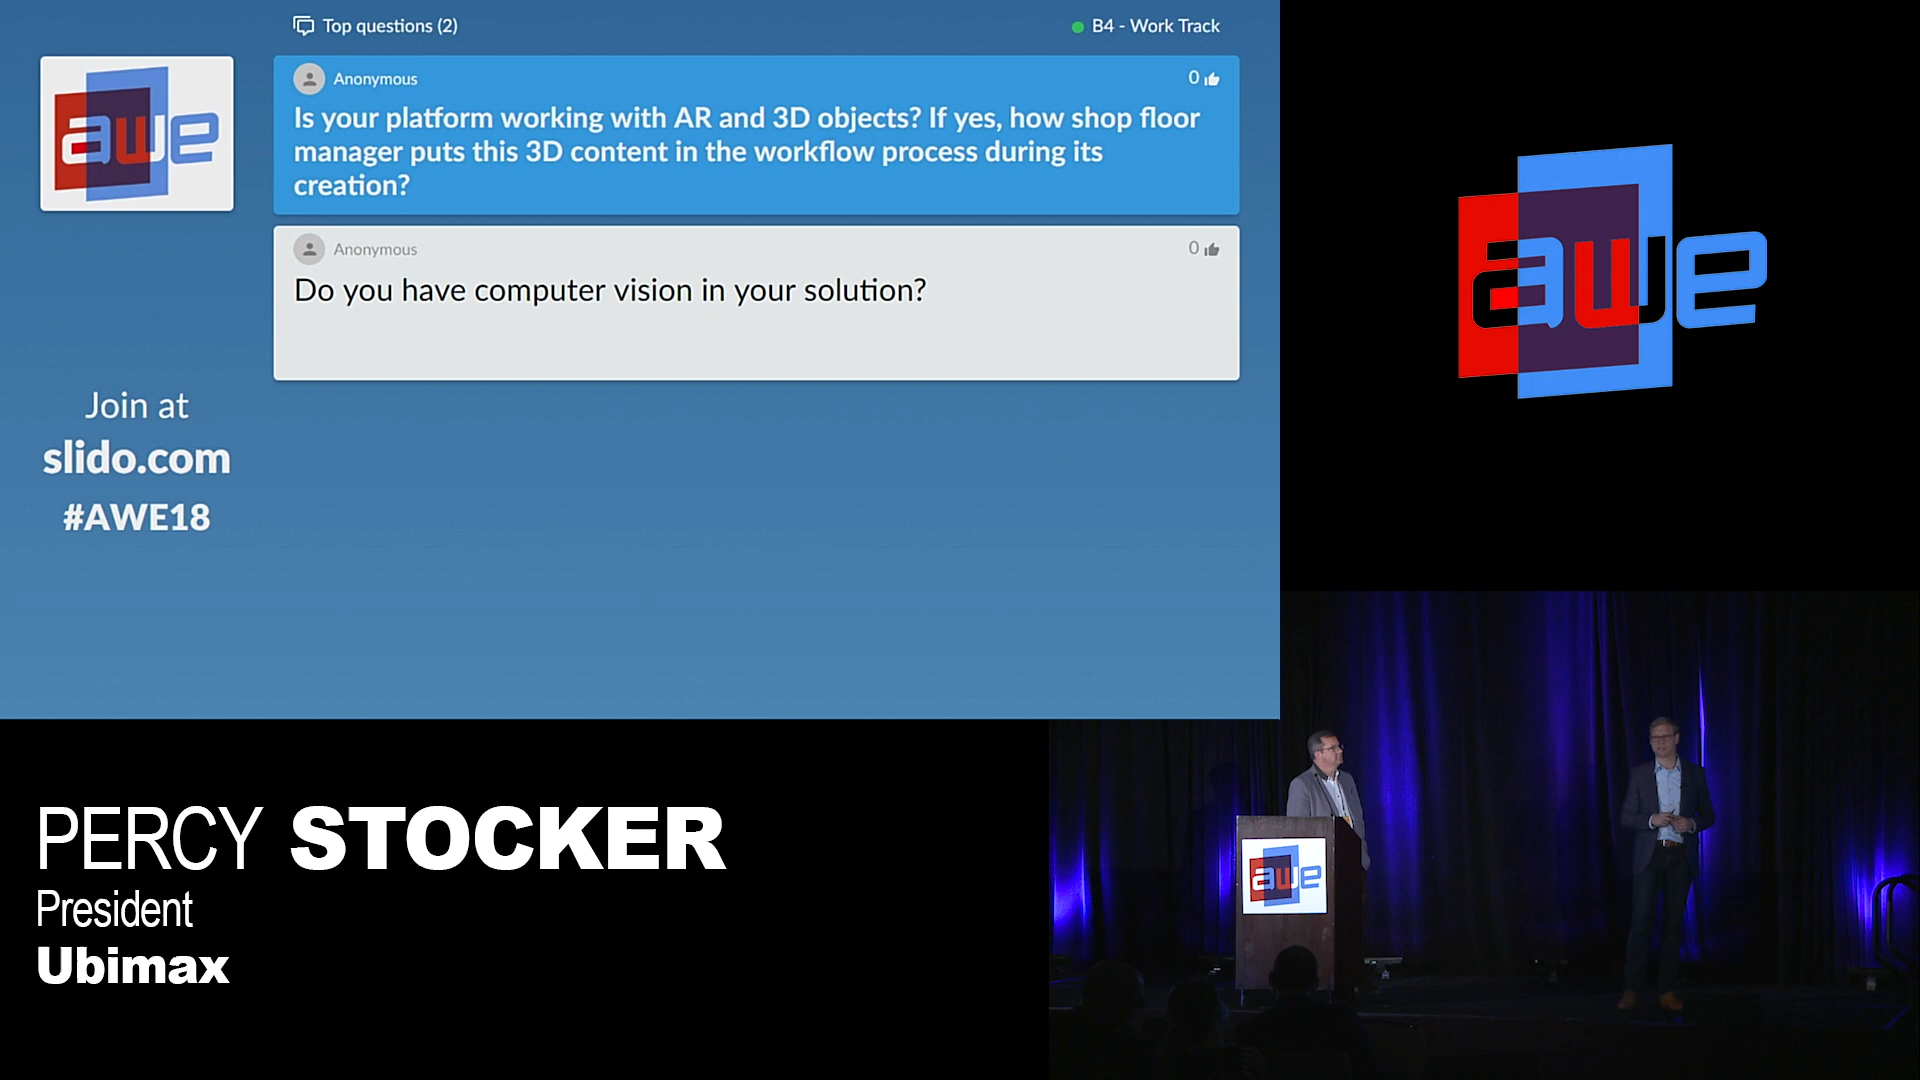 Top questions (2)
B4 - Work Track
awe
Anonymous
0
Is your platform working with AR and 3D objects? If yes, how shop floor
manager puts this 3D content in the workflow process during its
creation?
Anonymous
0
Do you have computer vision in your solution?
Join at
slido.com
#AWE18
awe
PERCY STOCKER
President
Ubimax
awe